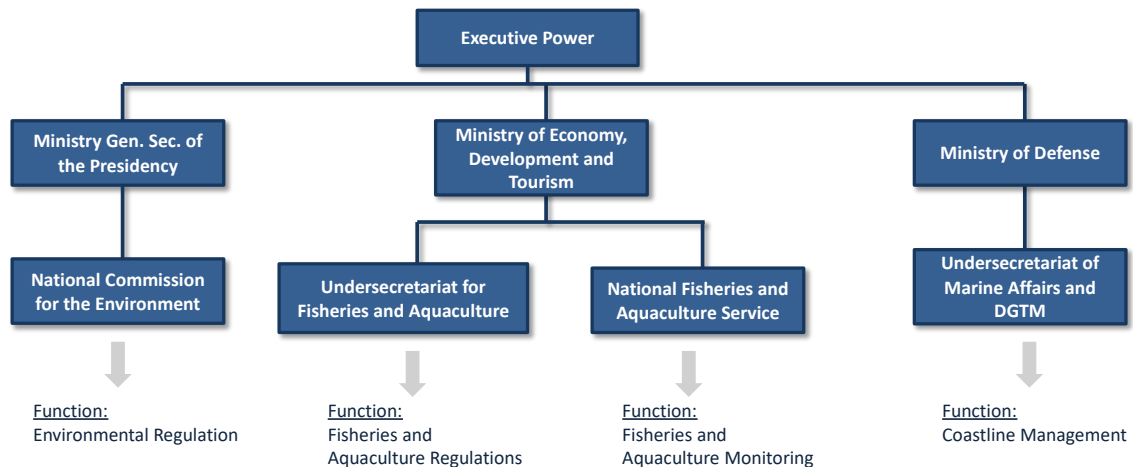 Executive Power
Ministry Gen. Sec. of
the Presidency
Ministry of Economy,
Development and
Tourism
Ministry of Defense
National Commission
for the Environment
Undersecretariat for
Fisheries and Aquaculture
National Fisheries and
Aquaculture Service
Undersecretariat of
Marine Affairs and
DGTM
Function:
Environmental Regulation
Function:
Fisheries and
Aquaculture Regulations
Function:
Fisheries and
Aquaculture Monitoring
Function:
Coastline Management